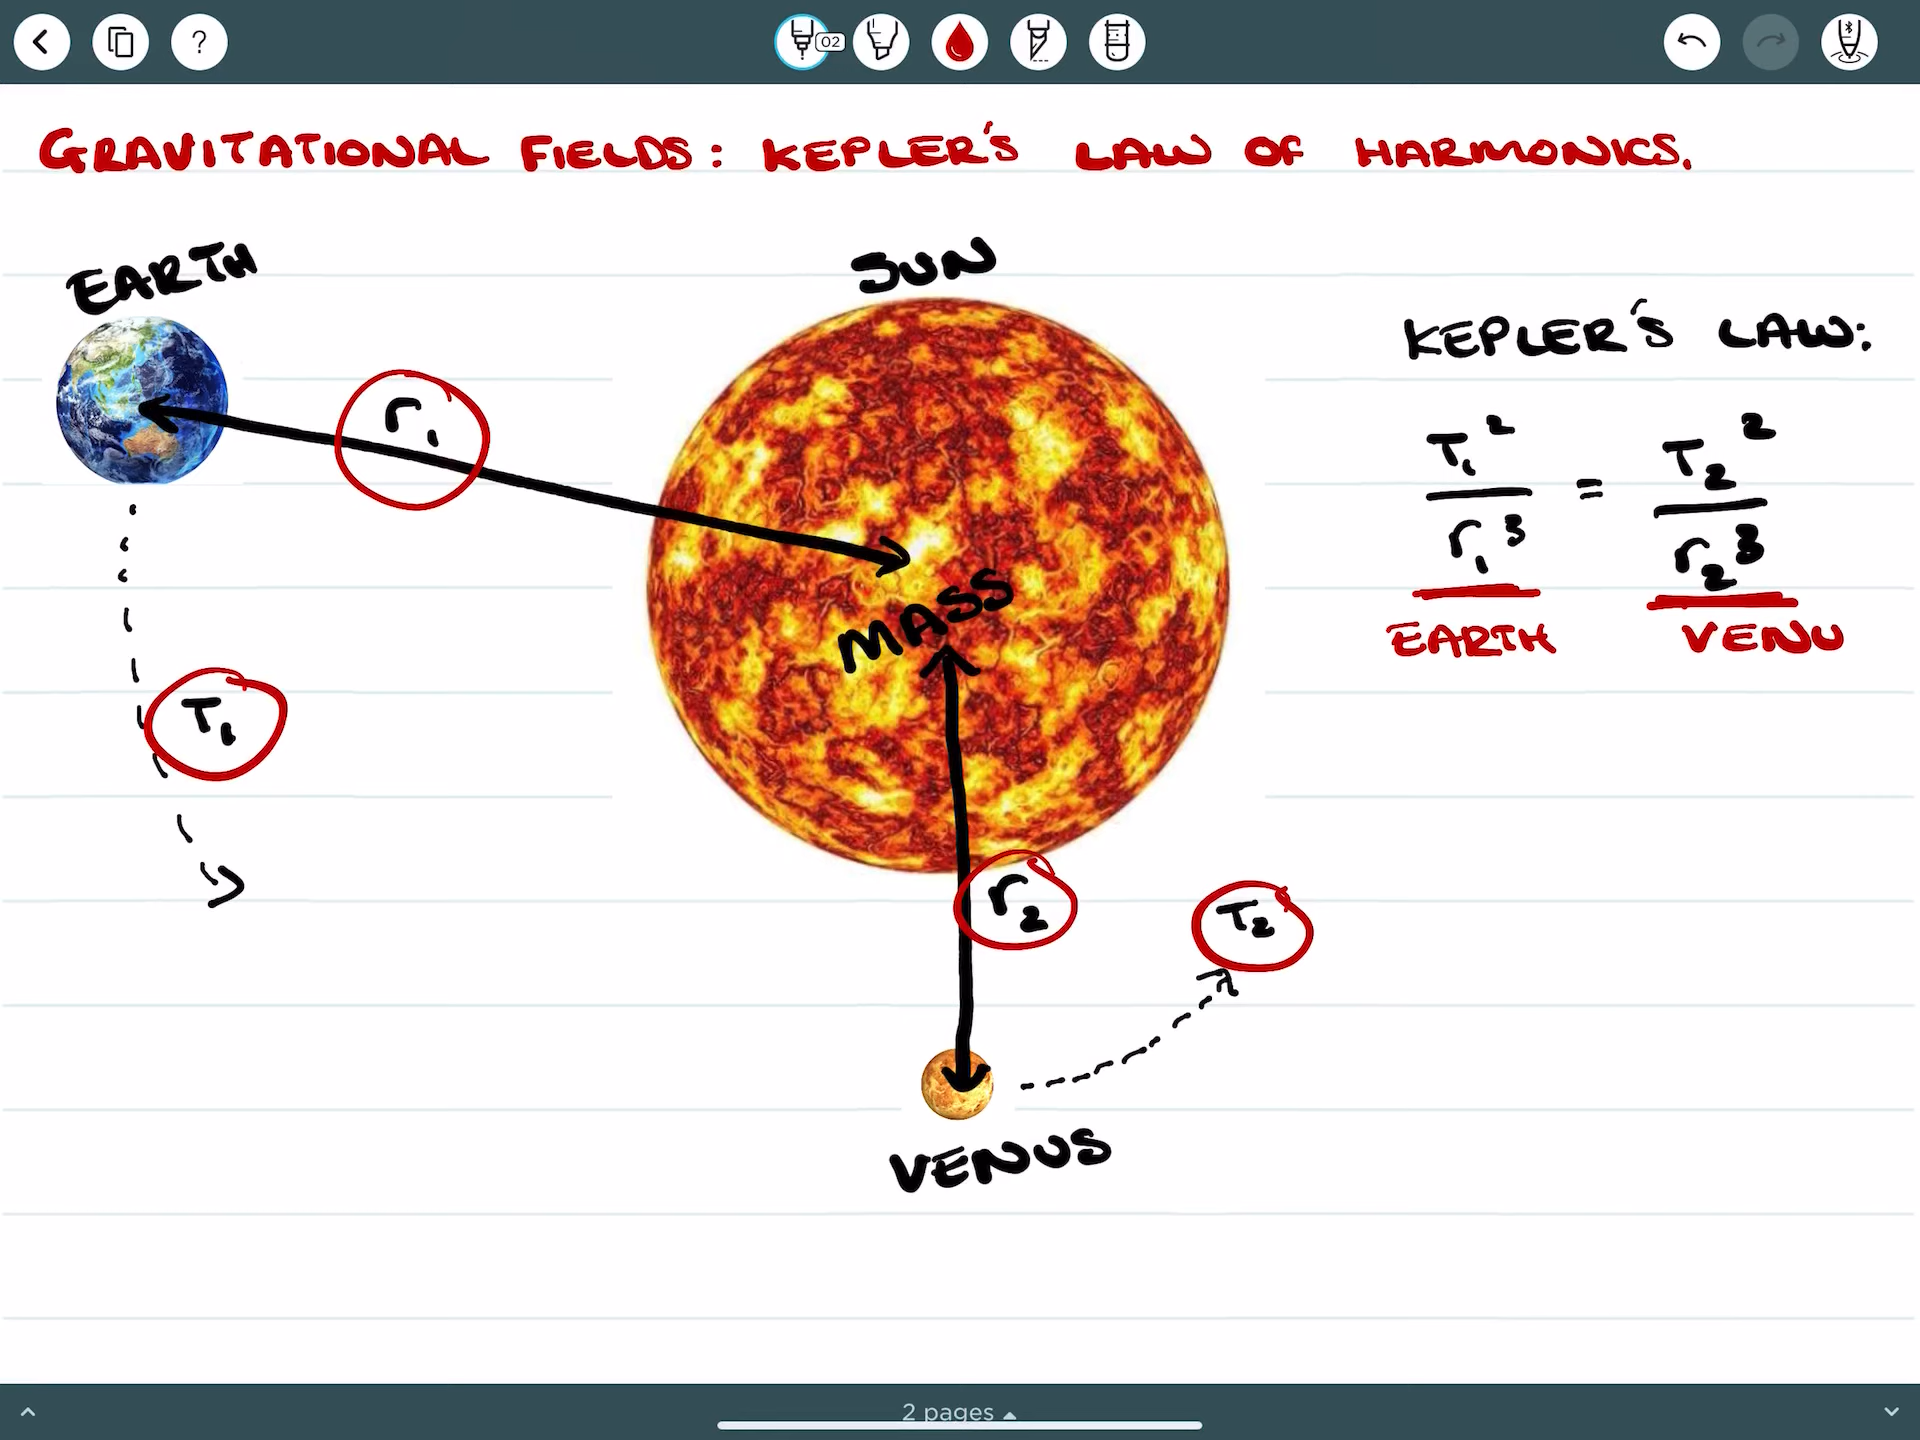 02
?
GRAVITATIONAL FIELDS: KEPLER'S LAW OF HARMONICS.
EARTH
SUN
KEPLER'S LAW:
r₁
T₁² / r₁³ = T₂² / r₂³
MASS
EARTH VENU
T₁
r₂
T₂
VENUS
2 pages